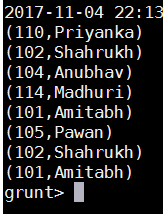 2017-11-04 22:13
(110,Priyanka)
(102,Shahrukh)
(104,Anubhav)
(114,Madhuri)
(101,Amitabh)
(105,Pawan)
(102,Shahrukh)
(101,Amitabh)
grunt>